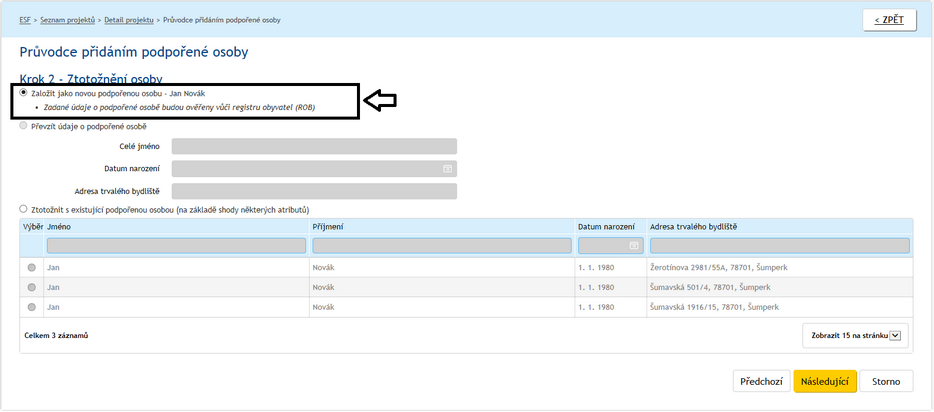 ESF > Seznam projektů > Detail projektu > Průvodce přidáním podpořené osoby
< ZPĚT
Průvodce přidáním podpořené osoby
Krok 2 - Ztotožnění osoby
Založit jako novou podpořenou osobu - Jan Novák
• Zadané údaje o podpořené osobě budou ověřeny vůči registru obyvatel (ROB)
Převzít údaje o podpořené osobě
Celé jméno
Datum narození
Adresa trvalého bydliště
Ztotožnit s existující podpořenou osobou (na základě shody některých atributů)
Výběr Jméno Příjmení Datum narození Adresa trvalého bydliště
Jan Novák 1. 1. 1980 Žerotínova 2981/55A, 78701, Šumperk
Jan Novák 1. 1. 1980 Šumavská 501/4, 78701, Šumperk
Jan Novák 1. 1. 1980 Šumavská 1916/15, 78701, Šumperk
Celkem 3 záznamů
Zobrazit 15 na stránku
Předchozí Následující Storno